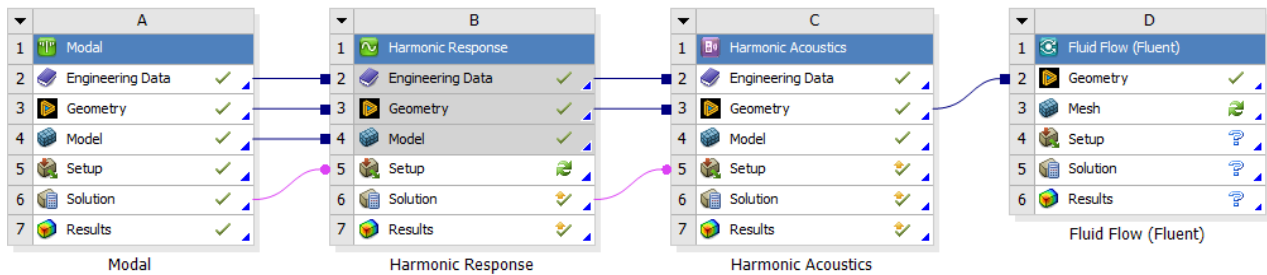 A
1 Modal
2 Engineering Data
3 Geometry
4 Model
5 Setup
6 Solution
7 Results
Modal
B
1 Harmonic Response
2 Engineering Data
3 Geometry
4 Model
5 Setup
6 Solution
7 Results
Harmonic Response
C
1 Harmonic Acoustics
2 Engineering Data
3 Geometry
4 Model
5 Setup
6 Solution
7 Results
Harmonic Acoustics
D
1 Fluid Flow (Fluent)
2 Geometry
3 Mesh
4 Setup
5 Solution
6 Results
Fluid Flow (Fluent)